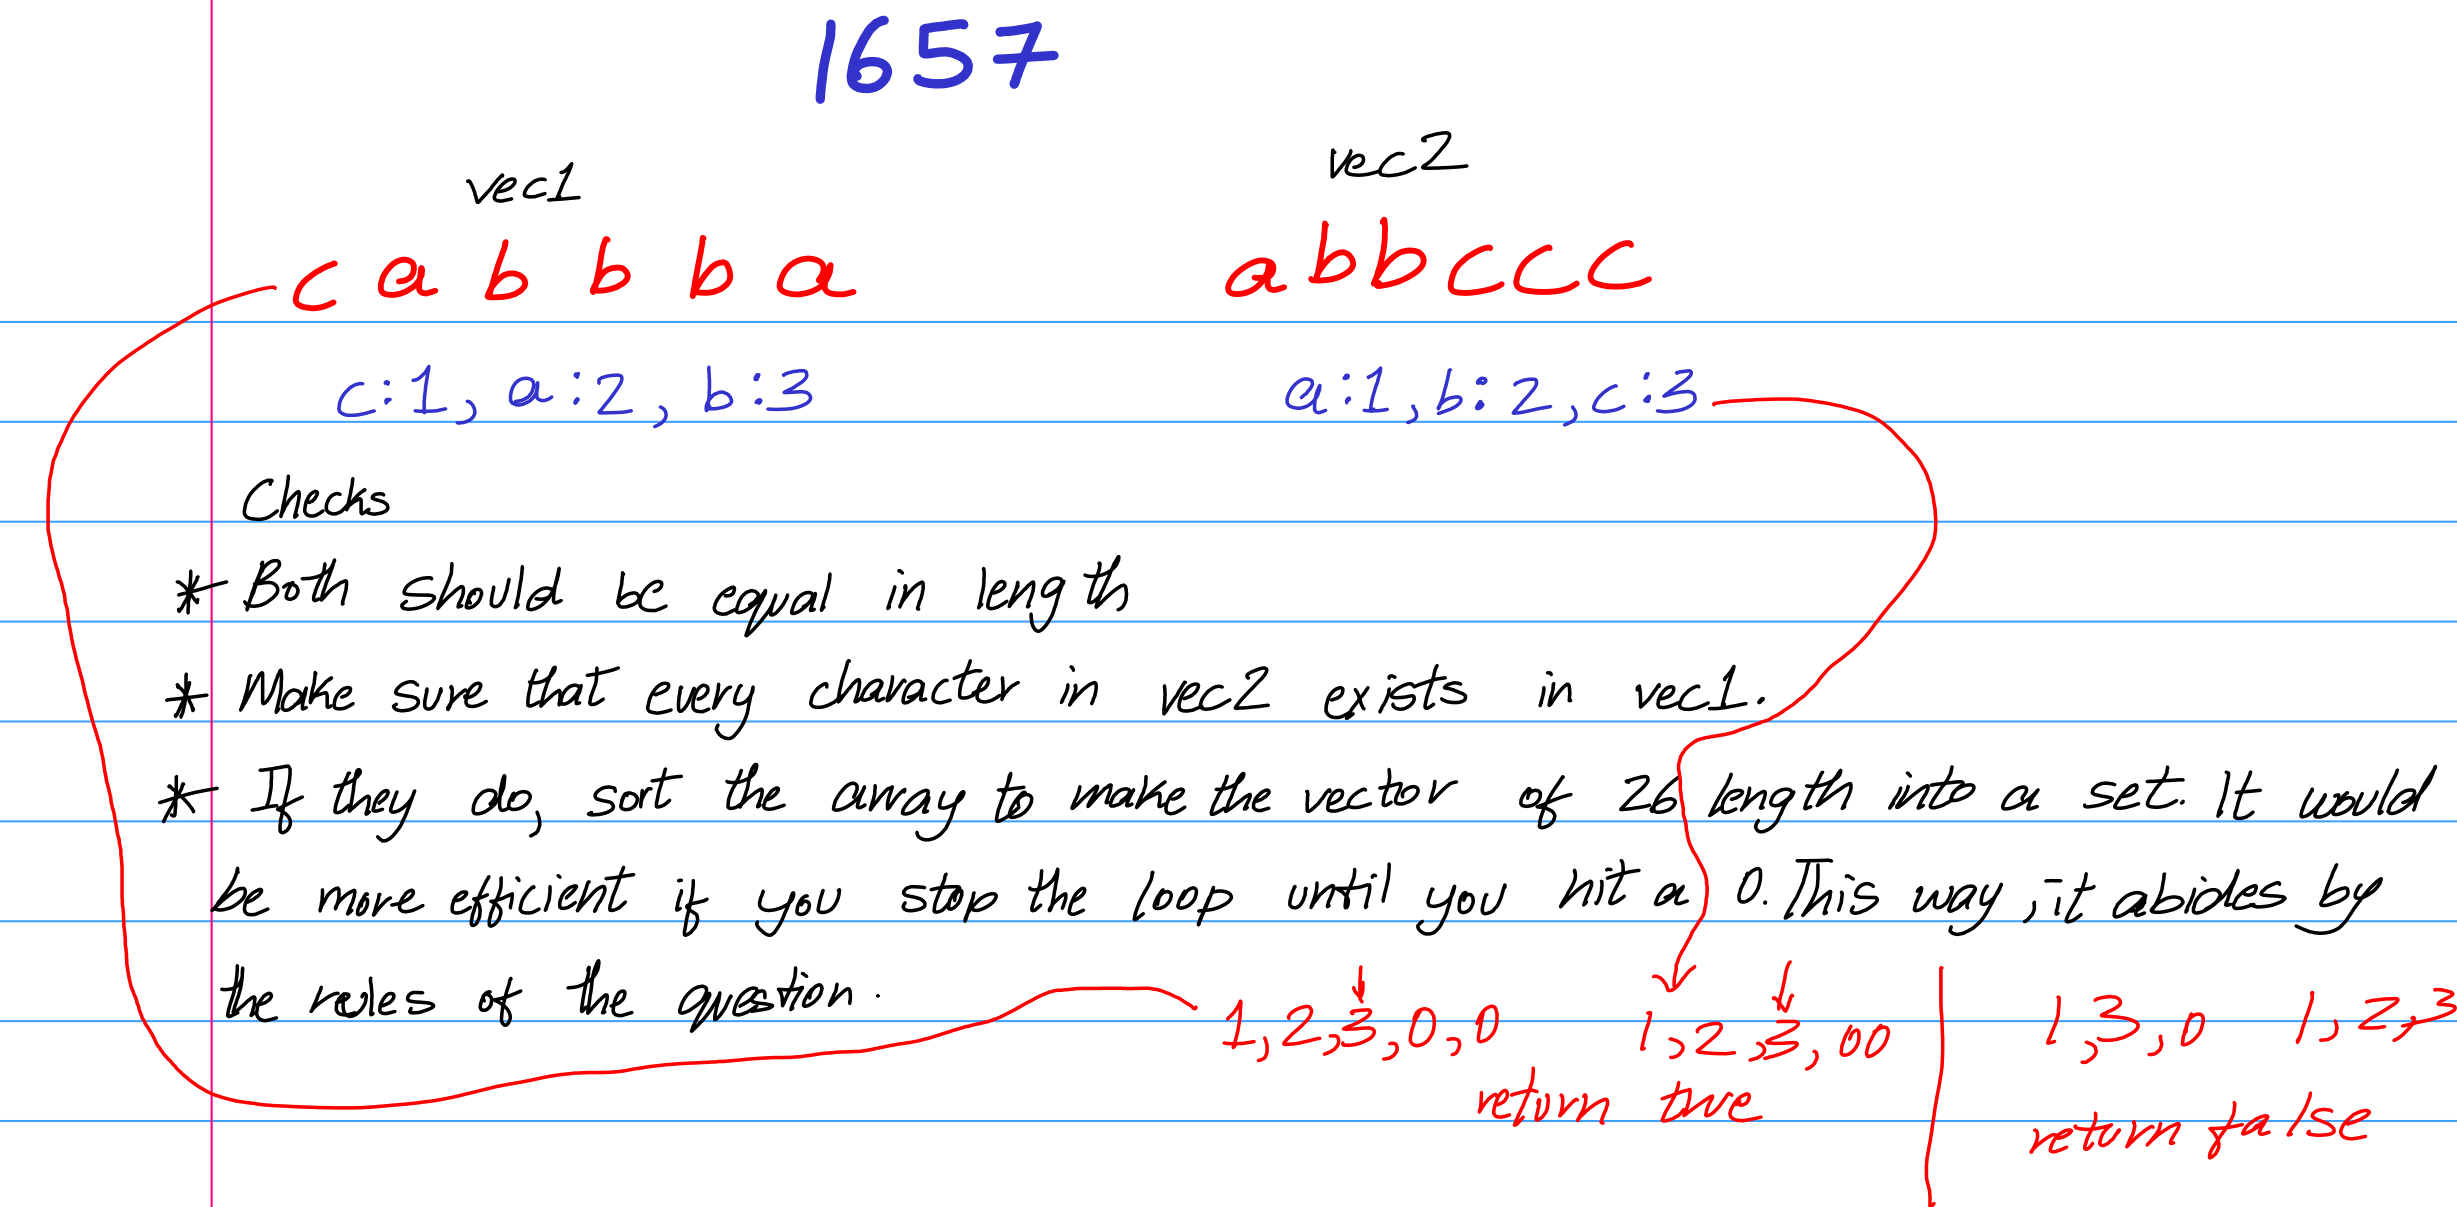 1657
vec1 vec2
c a b b b a abbccc
c:1, a:2, b:3 a:1, b:2, c:3
Checks
* Both should be equal in length
* Make sure that every character in vec2 exists in vec1.
* If they do, sort the array to make the vector of 26 length into a set. It would
be more efficient if you stop the loop until you hit a 0. This way, it abides by
the rules of the question.
1,2,3,0,0 1,2,3,00 1,3,0 1,2,3
return true return false